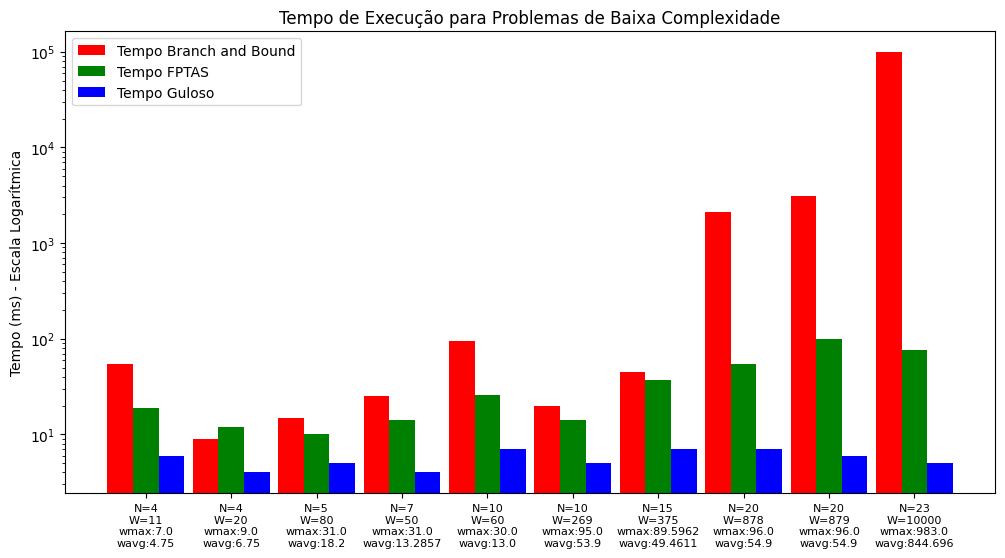 Tempo de Execução para Problemas de Baixa Complexidade
Tempo Branch and Bound
Tempo FPTAS
Tempo Guloso
Tempo (ms) - Escala Logarítmica
10^5
10^4
10^3
10^2
10^1
N=4
W=11
wmax:7.0
wavg:4.75
N=4
W=20
wmax:9.0
wavg:6.75
N=5
W=80
wmax:31.0
wavg:18.2
N=7
W=50
wmax:31.0
wavg:13.2857
N=10
W=60
wmax:30.0
wavg:13.0
N=10
W=269
wmax:95.0
wavg:53.9
N=15
W=375
wmax:89.5962
wavg:49.4611
N=20
W=878
wmax:96.0
wavg:54.9
N=20
W=879
wmax:96.0
wavg:54.9
N=23
W=10000
wmax:983.0
wavg:844.696